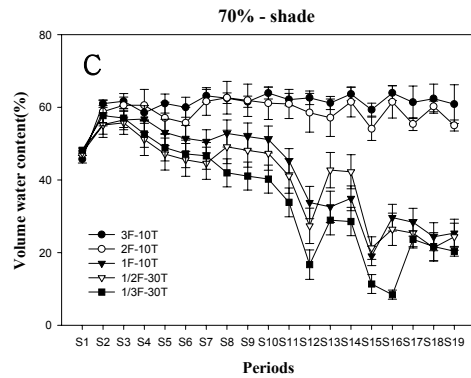 70% - shade
C
Volume water content(%)
80
60
40
20
0
3F-10T
2F-10T
1F-10T
1/2F-30T
1/3F-30T
S1 S2 S3 S4 S5 S6 S7 S8 S9 S10 S11 S12 S13 S14 S15 S16 S17 S18 S19
Periods